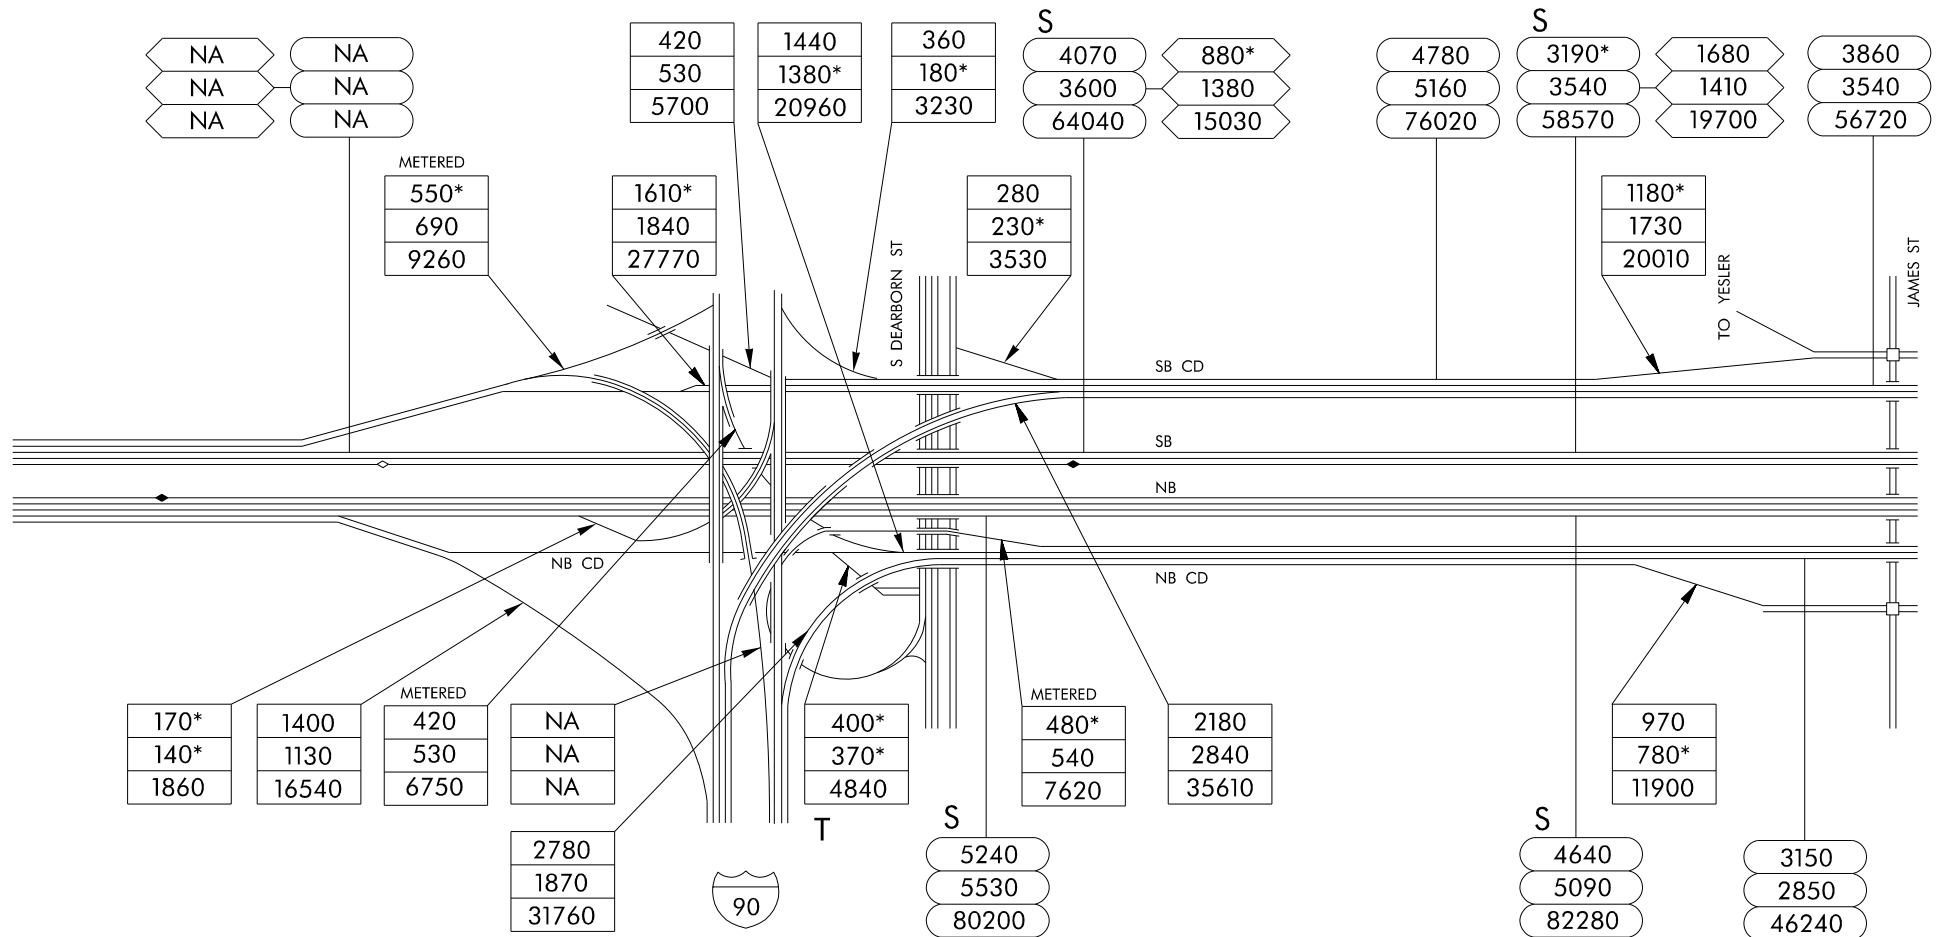 S
S
NA
NA
NA
NA
NA
NA
420
530
5700
1440
1380*
20960
360
180*
3230
4070
3600
64040
880*
1380
15030
4780
5160
76020
3190*
3540
58570
1680
1410
19700
3860
3540
56720
METERED
550*
690
9260
1610*
1840
27770
S DEARBORN ST
280
230*
3530
1180*
1730
20010
TO YESLER
JAMES ST
SB CD
SB
NB
NB CD
NB CD
170*
140*
1860
1400
1130
16540
METERED
420
530
6750
NA
NA
NA
400*
370*
4840
METERED
480*
540
7620
2180
2840
35610
970
780*
11900
2780
1870
31760
T
90
S
5240
5530
80200
S
4640
5090
82280
3150
2850
46240